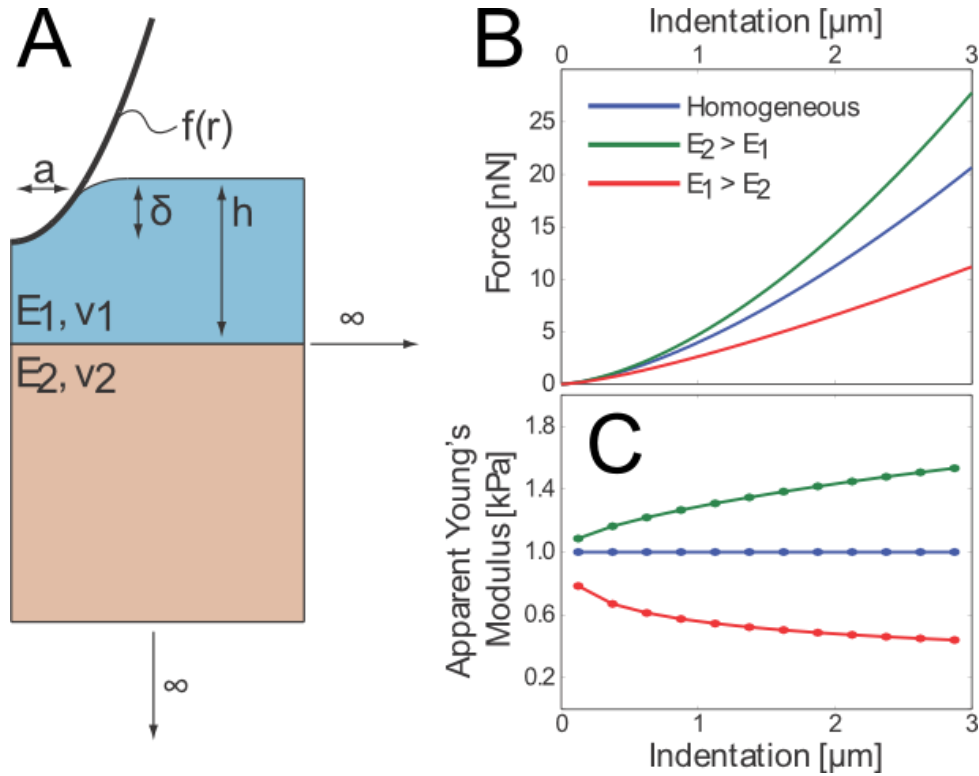 A
f(r)
a
δ
h
E1, v1
∞
E2, v2
∞
B
Indentation [µm]
0 1 2 3
Force [nN]
25
20
15
10
5
0
Homogeneous
E2 > E1
E1 > E2
C
Apparent Young's
Modulus [kPa]
1.8
1.4
1.0
0.6
0.2
0 1 2 3
Indentation [µm]